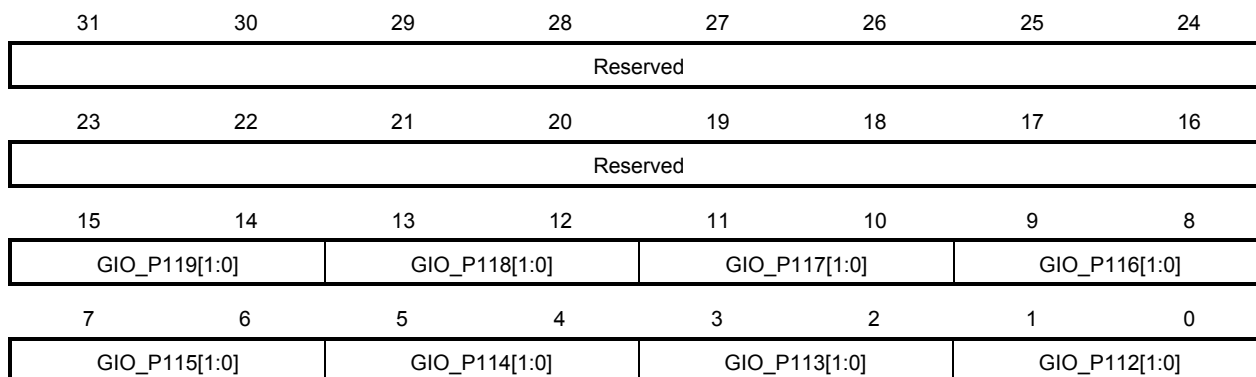 31 30 29 28 27 26 25 24
Reserved
23 22 21 20 19 18 17 16
Reserved
15 14 13 12 11 10 9 8
GIO_P119[1:0] GIO_P118[1:0] GIO_P117[1:0] GIO_P116[1:0]
7 6 5 4 3 2 1 0
GIO_P115[1:0] GIO_P114[1:0] GIO_P113[1:0] GIO_P112[1:0]